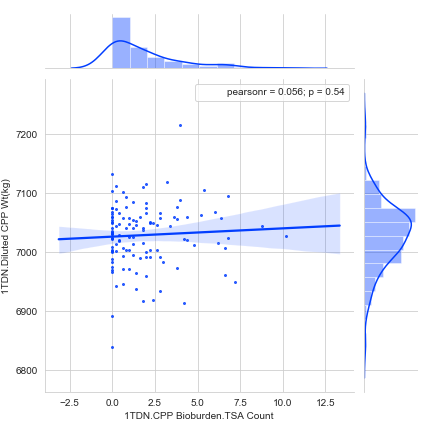 pearsonr = 0.056; p = 0.54
7200
7100
7000
6900
6800
1TDN.Diluted CPP Wt(kg)
−2.5 0.0 2.5 5.0 7.5 10.0 12.5
1TDN.CPP Bioburden.TSA Count